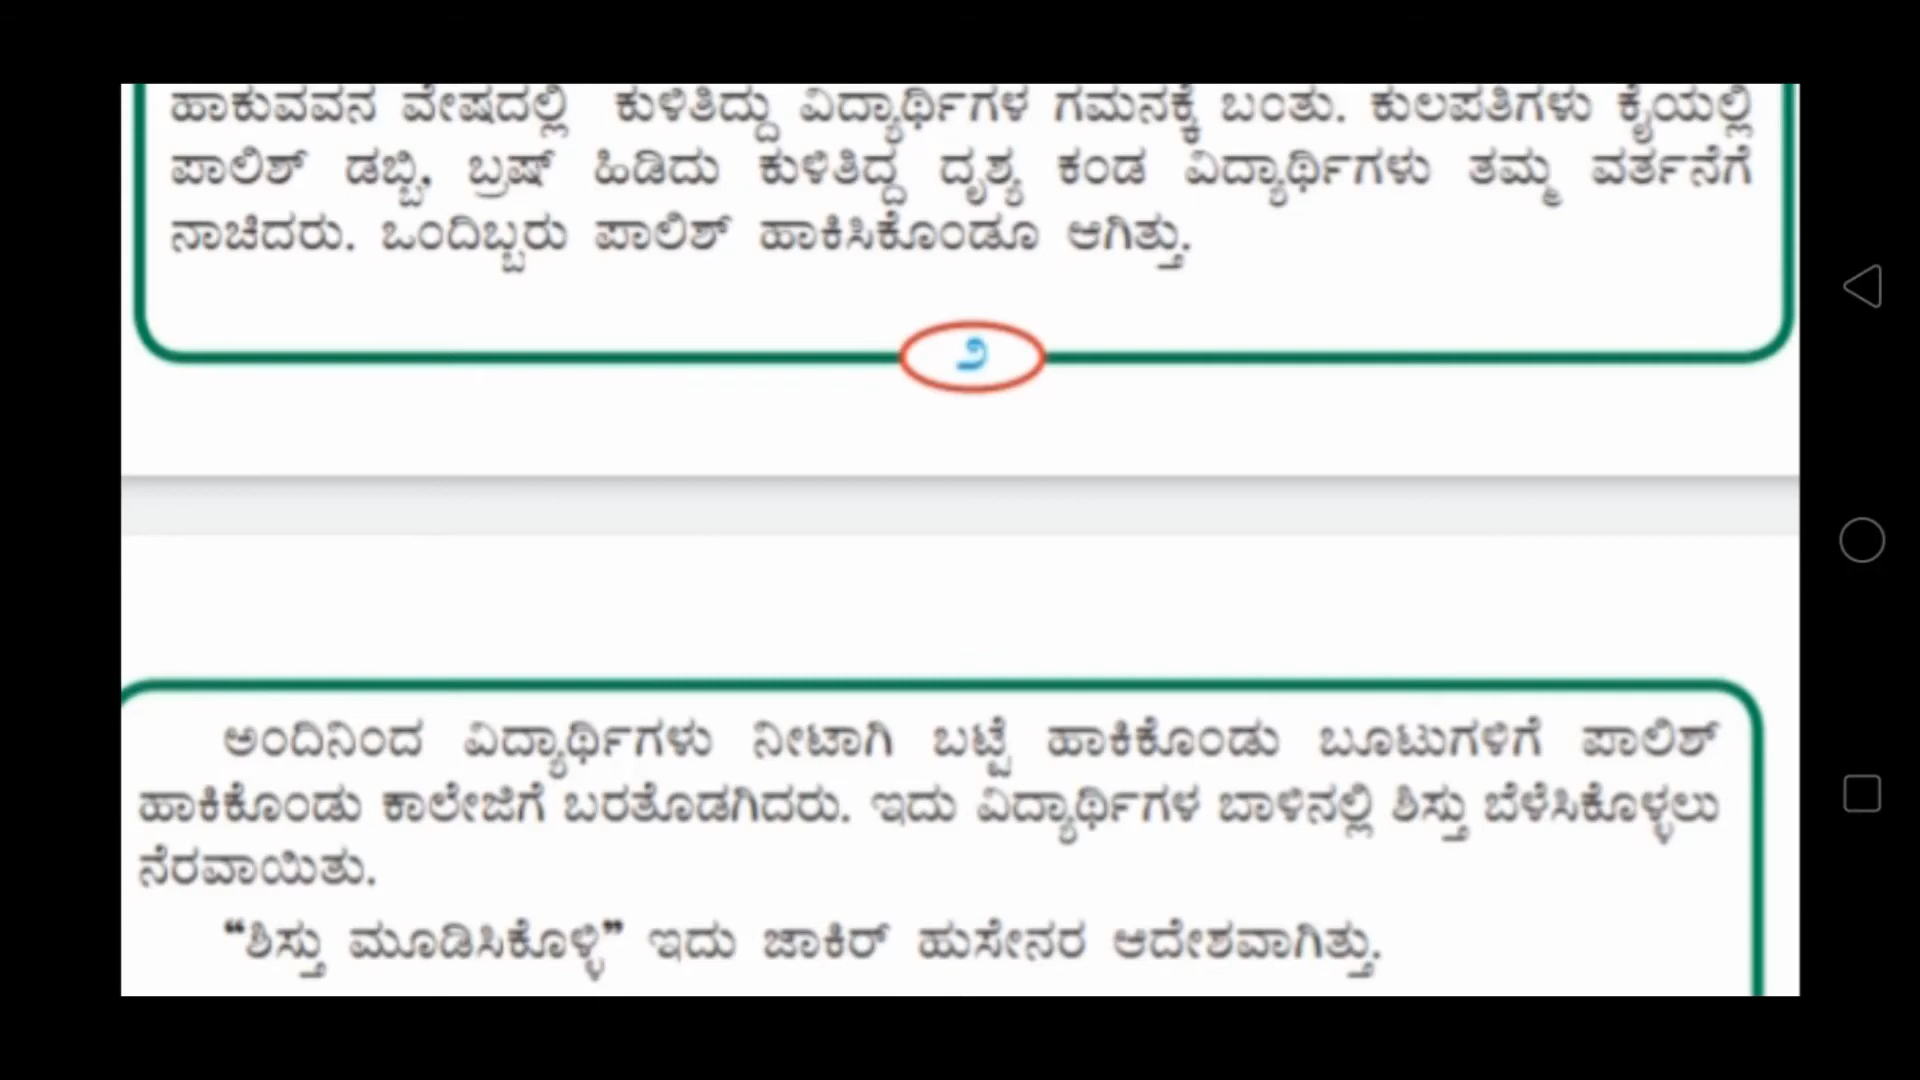 ಹಾಕುವವನ ವೇಷದಲ್ಲಿ ಕುಳಿತಿದ್ದು ವಿದ್ಯಾರ್ಥಿಗಳ ಗಮನಕ್ಕೆ ಬಂತು. ಕುಲಪತಿಗಳು ಕೈಯಲ್ಲಿ
ಪಾಲಿಶ್ ಡಬ್ಬಿ, ಬ್ರಷ್ ಹಿಡಿದು ಕುಳಿತಿದ್ದ ದೃಶ್ಯ ಕಂಡ ವಿದ್ಯಾರ್ಥಿಗಳು ತಮ್ಮ ವರ್ತನೆಗೆ
ನಾಚಿದರು. ಒಂದಿಬ್ಬರು ಪಾಲಿಶ್ ಹಾಕಿಸಿಕೊಂಡೂ ಆಗಿತ್ತು.
೨
ಅಂದಿನಿಂದ ವಿದ್ಯಾರ್ಥಿಗಳು ನೀಟಾಗಿ ಬಟ್ಟೆ ಹಾಕಿಕೊಂಡು ಬೂಟುಗಳಿಗೆ ಪಾಲಿಶ್
ಹಾಕಿಕೊಂಡು ಕಾಲೇಜಿಗೆ ಬರತೊಡಗಿದರು. ಇದು ವಿದ್ಯಾರ್ಥಿಗಳ ಬಾಳಿನಲ್ಲಿ ಶಿಸ್ತು ಬೆಳೆಸಿಕೊಳ್ಳಲು
ನೆರವಾಯಿತು.
“ಶಿಸ್ತು ಮೂಡಿಸಿಕೊಳ್ಳಿ” ಇದು ಜಾಕಿರ್ ಹುಸೇನರ ಆದೇಶವಾಗಿತ್ತು.